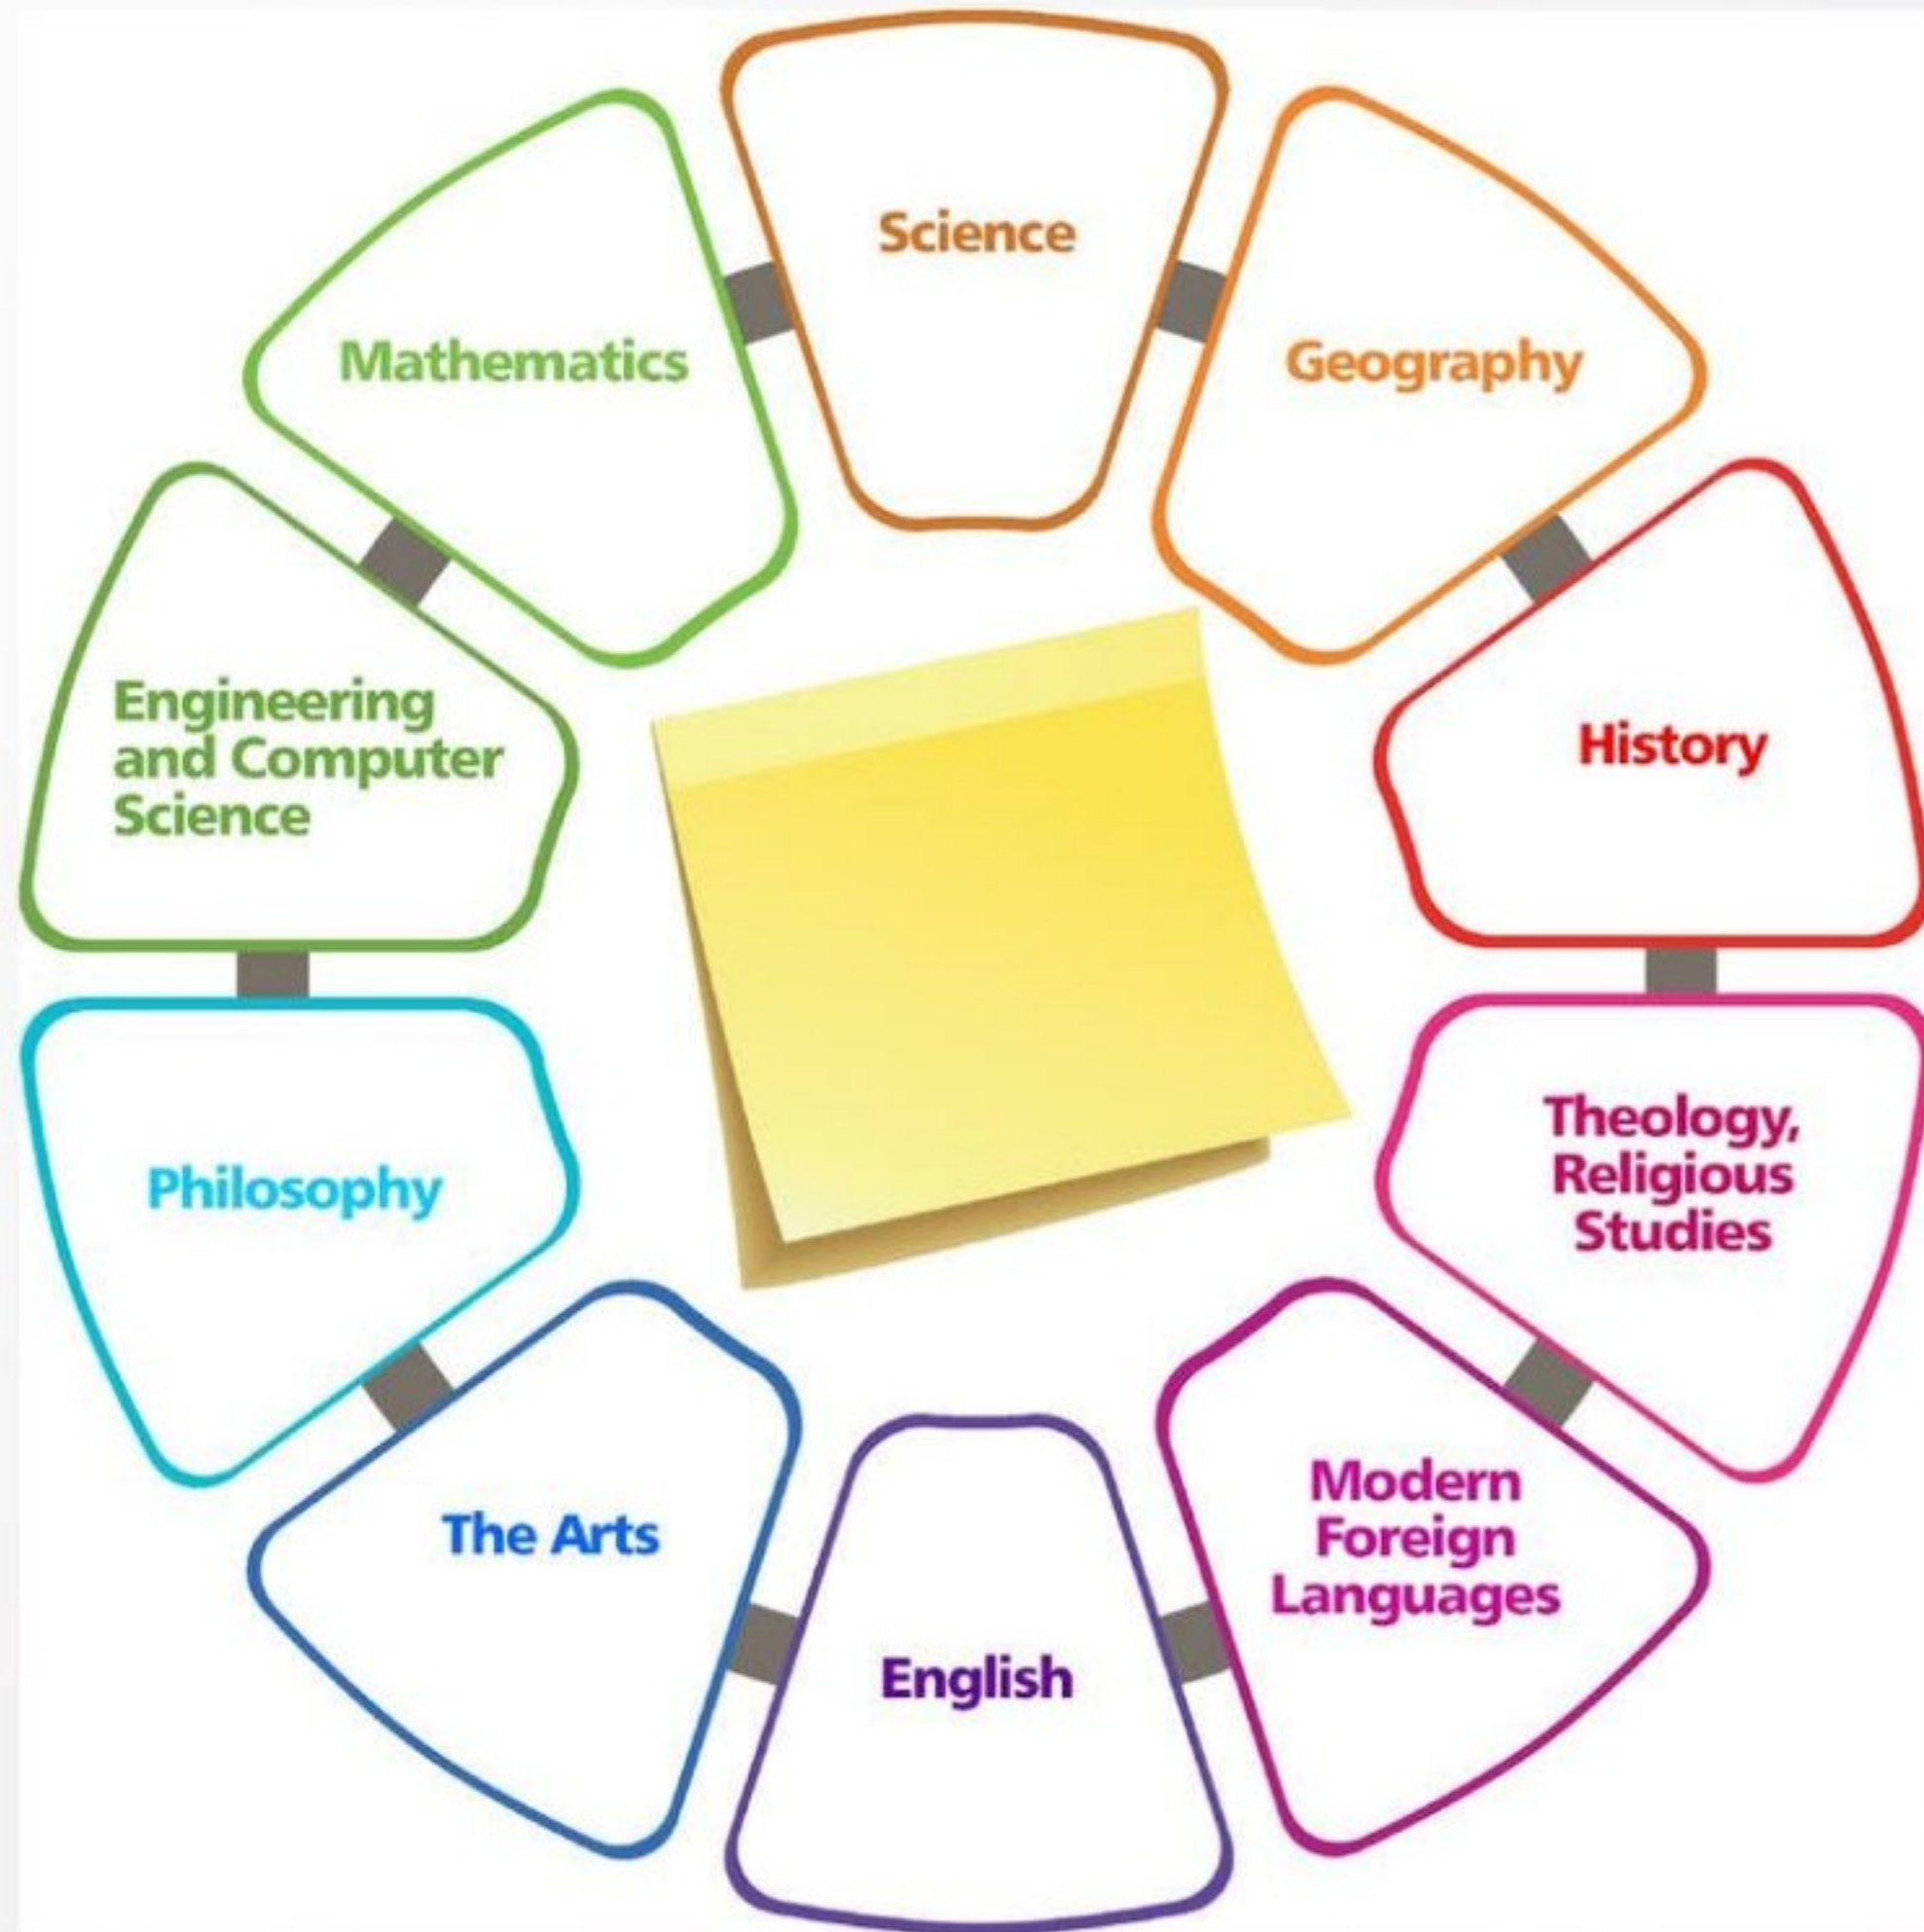 Science
Mathematics
Geography
Engineering
and Computer
Science
History
Philosophy
Theology,
Religious
Studies
The Arts
Modern
Foreign
Languages
English